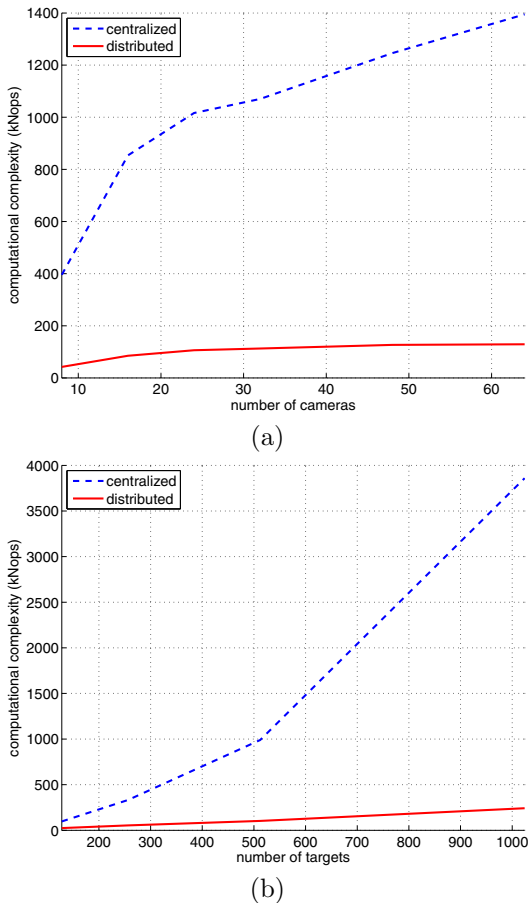 1400
1200
1000
800
600
400
200
0
computational complexity (kNops)
centralized
distributed
10 20 30 40 50 60
number of cameras
(a)
4000
3500
3000
2500
2000
1500
1000
500
0
computational complexity (kNops)
centralized
distributed
200 300 400 500 600 700 800 900 1000
number of targets
(b)